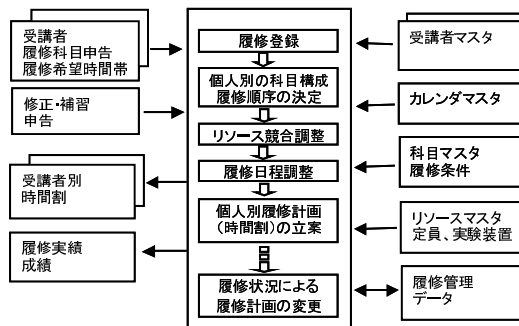 受講者
履修科目申告
履修希望時間帯
修正・補習
申告
受講者別
時間割
履修実績
成績
履修登録
個人別の科目構成
履修順序の決定
リソース競合調整
履修日程調整
個人別履修計画
(時間割)の立案
履修状況による
履修計画の変更
受講者マスタ
カレンダマスタ
科目マスタ
履修条件
リソースマスタ
定員、実験装置
履修管理
データ